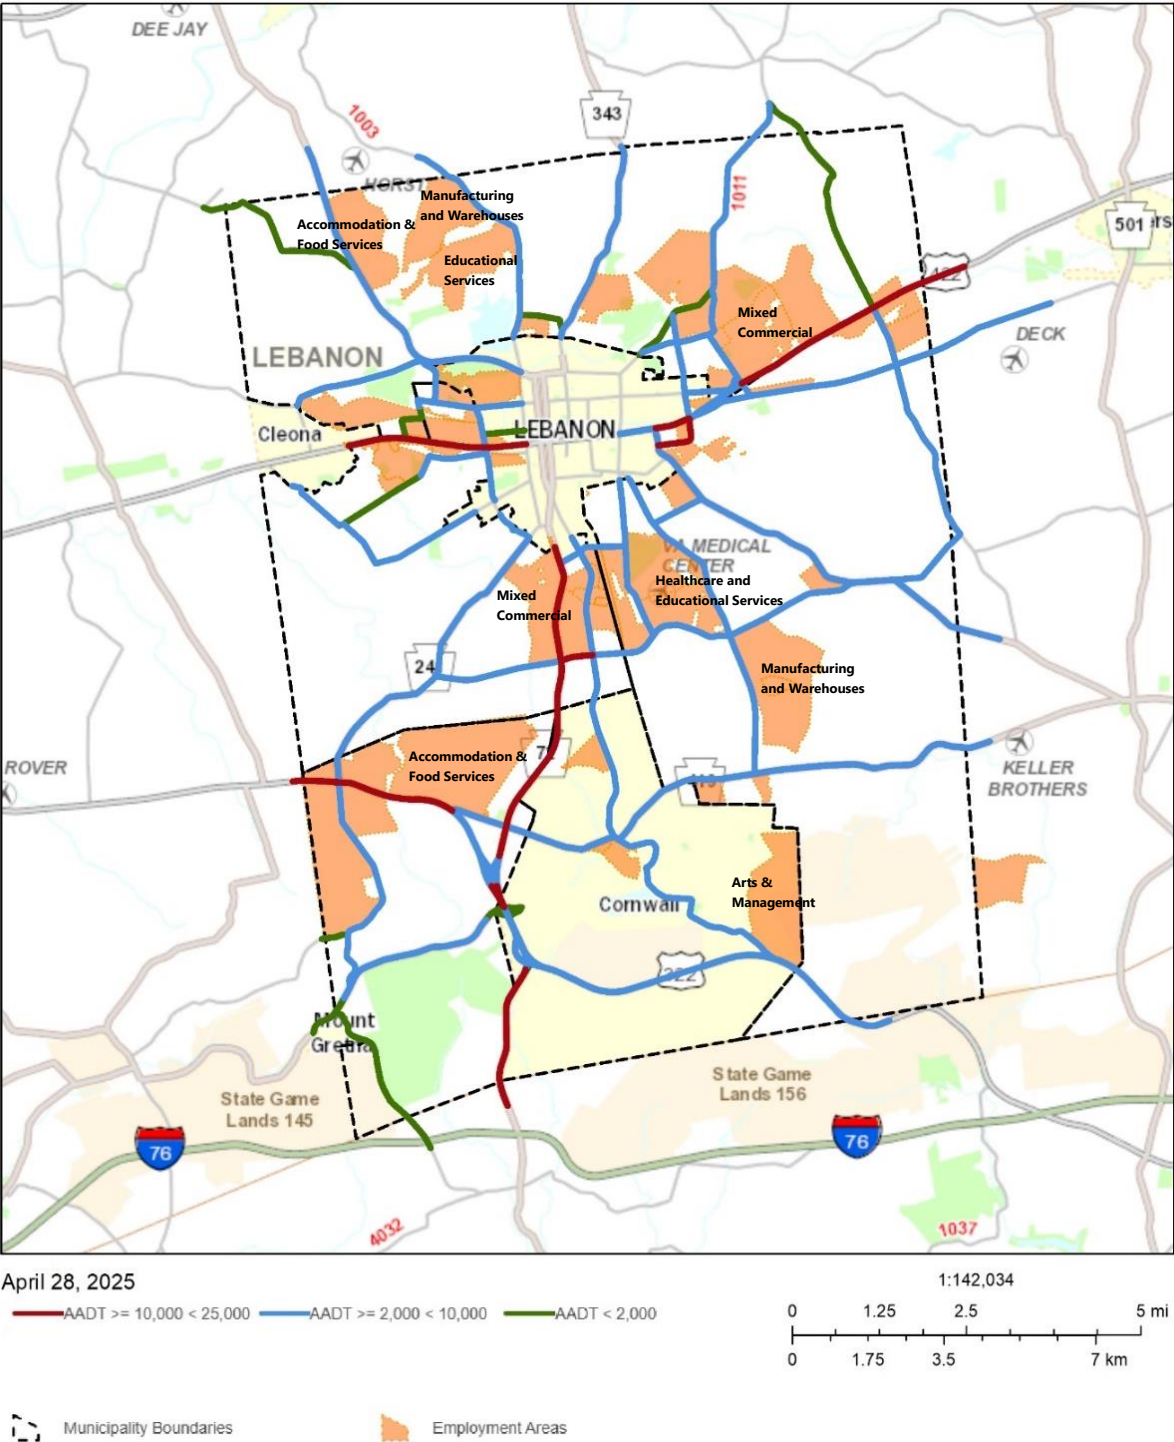 DEE JAY
1003
343
HORST
1011
501
Manufacturing
and Warehouses
Accommodation &
Food Services
Educational
Services
422
Mixed
Commercial
DECK
LEBANON
Cleona
LEBANON
VA MEDICAL
CENTER
Healthcare and
Educational Services
Mixed
Commercial
24
Manufacturing
and Warehouses
Accommodation &
Food Services
ROVER
KELLER
BROTHERS
Arts &
Management
Cornwall
322
Mount
Gretna
State Game
Lands 145
State Game
Lands 156
76
76
4032
1037
April 28, 2025
1:142,034
AADT >= 10,000 < 25,000
AADT >= 2,000 < 10,000
AADT < 2,000
0 1.25 2.5 5 mi
0 1.75 3.5 7 km
Municipality Boundaries
Employment Areas